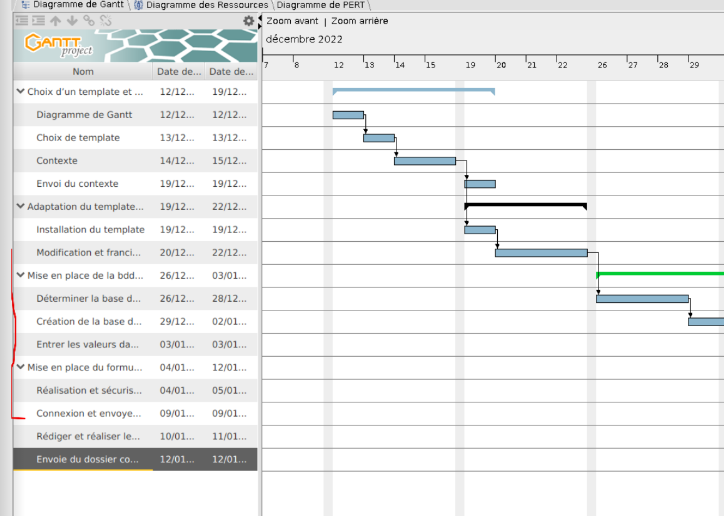 Diagramme de Gantt
Diagramme des Ressources
Diagramme de PERT
Zoom avant | Zoom arrière
GANTT
project
décembre 2022
7 8 12 13 14 15 19 20 21 22 26 27 28 29
Nom Date de... Date de...
Choix d'un template et ... 12/12... 19/12...
Diagramme de Gantt 12/12... 12/12...
Choix de template 13/12... 13/12...
Contexte 14/12... 15/12...
Envoi du contexte 19/12... 19/12...
Adaptation du template... 19/12... 22/12...
Installation du template 19/12... 19/12...
Modification et franci... 20/12... 22/12...
Mise en place de la bdd... 26/12... 03/01...
Déterminer la base d... 26/12... 28/12...
Création de la base d... 29/12... 02/01...
Entrer les valeurs da... 03/01... 03/01...
Mise en place du formu... 04/01... 12/01...
Réalisation et sécuris... 04/01... 05/01...
Connexion et envoye... 09/01... 09/01...
Rédiger et réaliser le... 10/01... 11/01...
Envoie du dossier co... 12/01... 12/01...